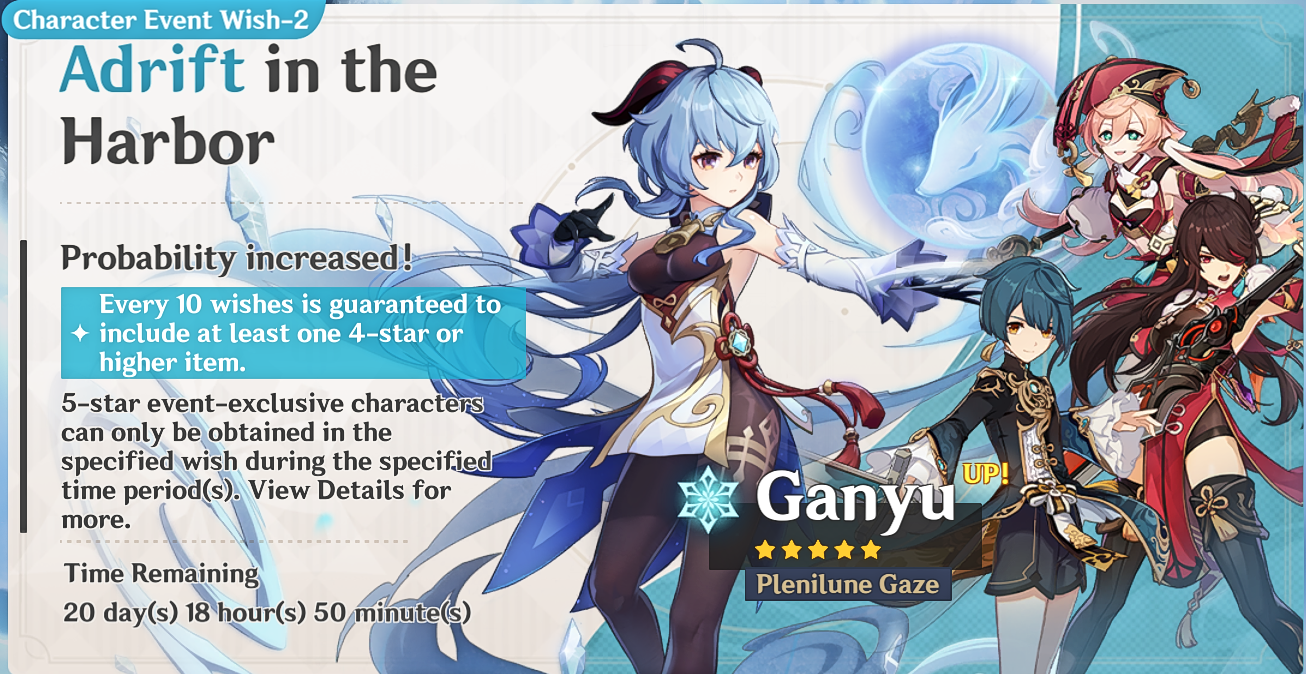 Character Event Wish-2
Adrift in the
Harbor
Probability increased!
Every 10 wishes is guaranteed to
include at least one 4-star or
higher item.
5-star event-exclusive characters
can only be obtained in the
specified wish during the specified
time period(s). View Details for
more.
Time Remaining
20 day(s) 18 hour(s) 50 minute(s)
Ganyu UP!
Plenilune Gaze